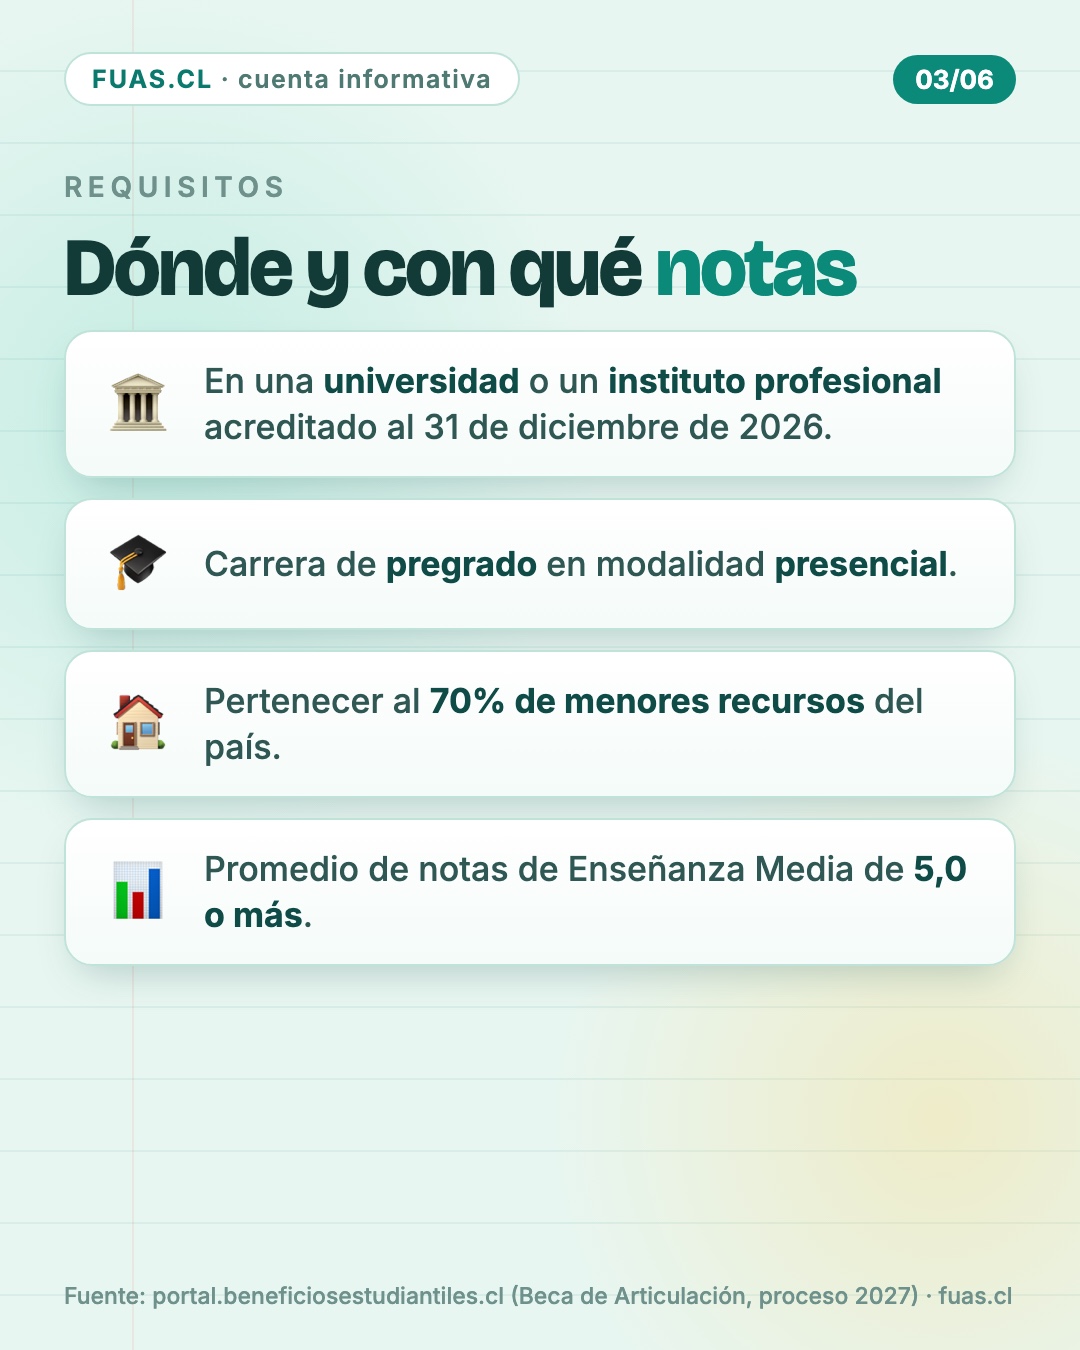 FUAS.CL · cuenta informativa
03/06
REQUISITOS
Dónde y con qué notas
En una universidad o un instituto profesional
acreditado al 31 de diciembre de 2026.
Carrera de pregrado en modalidad presencial.
Pertenecer al 70% de menores recursos del
país.
Promedio de notas de Enseñanza Media de 5,0
o más.
Fuente: portal.beneficiosestudiantiles.cl (Beca de Articulación, proceso 2027) · fuas.cl